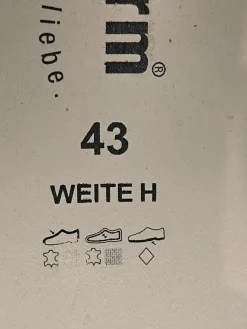 rm®
liebe.
43
WEITE H